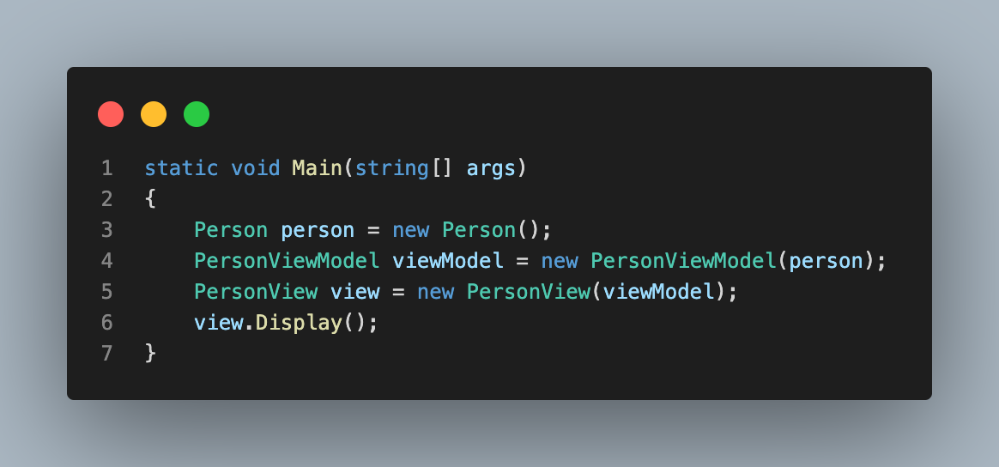 1 static void Main(string[] args)
2 {
3     Person person = new Person();
4     PersonViewModel viewModel = new PersonViewModel(person);
5     PersonView view = new PersonView(viewModel);
6     view.Display();
7 }